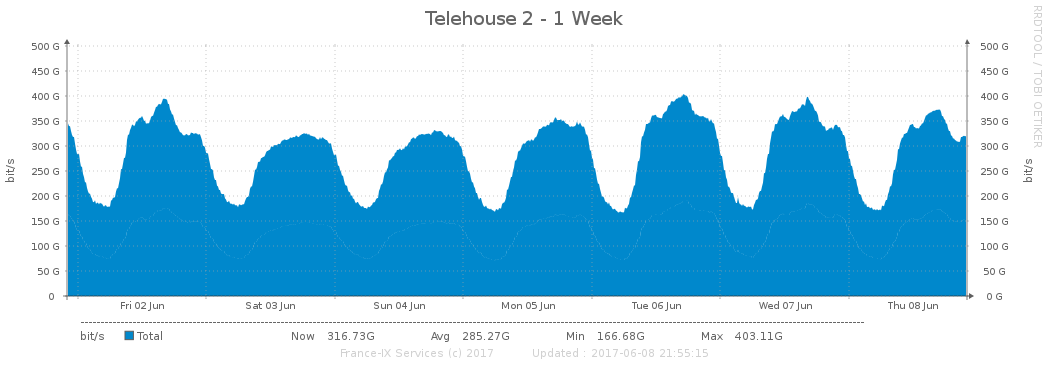 Telehouse 2 - 1 Week
RRDTOOL / TOBI OETIKER
500 G 500 G
450 G 450 G
400 G 400 G
350 G 350 G
300 G 300 G
250 G 250 G
200 G 200 G
150 G 150 G
100 G 100 G
50 G 50 G
0 0 G
bit/s bit/s
Fri 02 Jun Sat 03 Jun Sun 04 Jun Mon 05 Jun Tue 06 Jun Wed 07 Jun Thu 08 Jun
bit/s Total Now 316.73G Avg 285.27G Min 166.68G Max 403.11G
France-IX Services (c) 2017 Updated : 2017-06-08 21:55:15